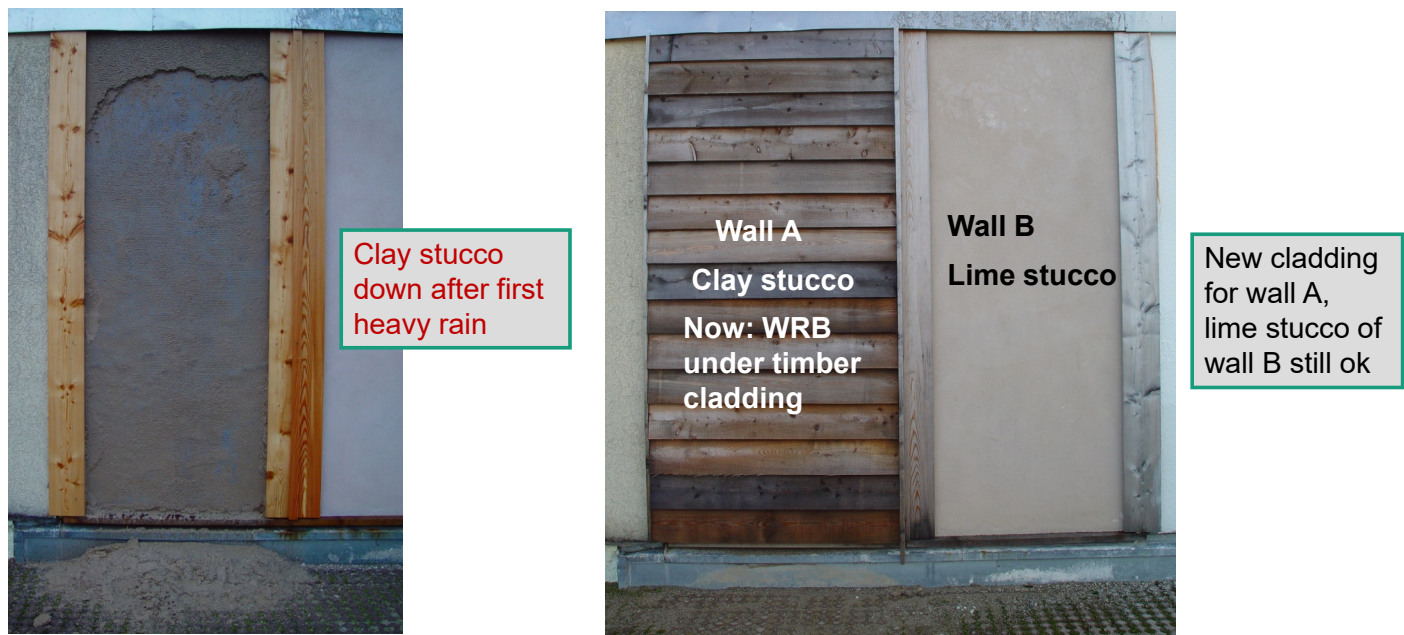 Clay stucco
down after first
heavy rain
Wall A
Clay stucco
Now: WRB
under timber
cladding
Wall B
Lime stucco
New cladding
for wall A,
lime stucco of
wall B still ok